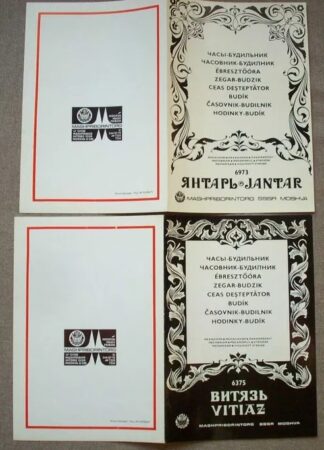 ЧАСЫ-БУДИЛЬНИК
ЧАСОВНИК-БУДИЛНИК
ÉBRESZTŐÓRA
ZEGAR-BUDZIK
CEAS DEŞTEPTĂTOR
BUDÍK
ČASOVNIK-BUDILNIK
HODINKY-BUDÍK
6973
ЯНТАРЬ JANTAR
MASHPRIBORINTORG SSSR MOSKVA
MASHPRIBORINTORG
ЧАСЫ-БУДИЛЬНИК
ЧАСОВНИК-БУДИЛНИК
ÉBRESZTŐÓRA
ZEGAR-BUDZIK
CEAS DEŞTEPTĂTOR
BUDÍK
ČASOVNIK-BUDILNIK
HODINKY-BUDÍK
6375
ВИТЯЗЬ
VITIAZ
MASHPRIBORINTORG SSSR MOSKVA
MASHPRIBORINTORG